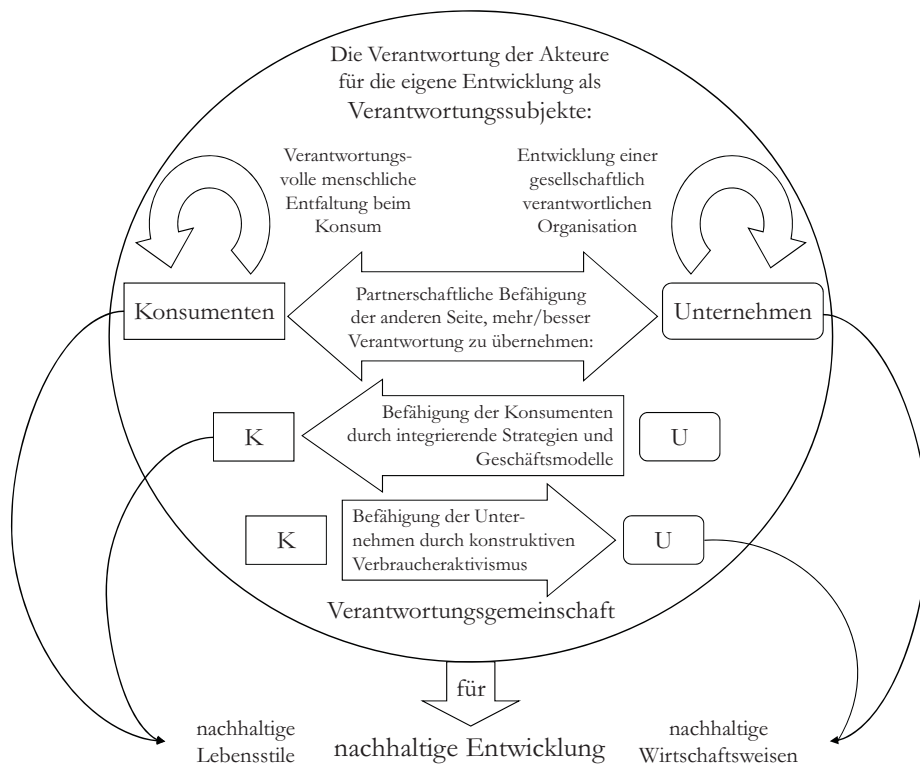 Die Verantwortung der Akteure
für die eigene Entwicklung als
Verantwortungssubjekte:
Verantwortungs-
volle menschliche
Entfaltung beim
Konsum
Entwicklung einer
gesellschaftlich
verantwortlichen
Organisation
Konsumenten
Partnerschaftliche Befähigung
der anderen Seite, mehr/besser
Verantwortung zu übernehmen:
Unternehmen
K
Befähigung der Konsumenten
durch integrierende Strategien und
Geschäftsmodelle
U
K
Befähigung der Unter-
nehmen durch konstruktiven
Verbraucheraktivismus
U
Verantwortungsgemeinschaft
für
nachhaltige
Lebensstile
nachhaltige Entwicklung
nachhaltige
Wirtschaftsweisen